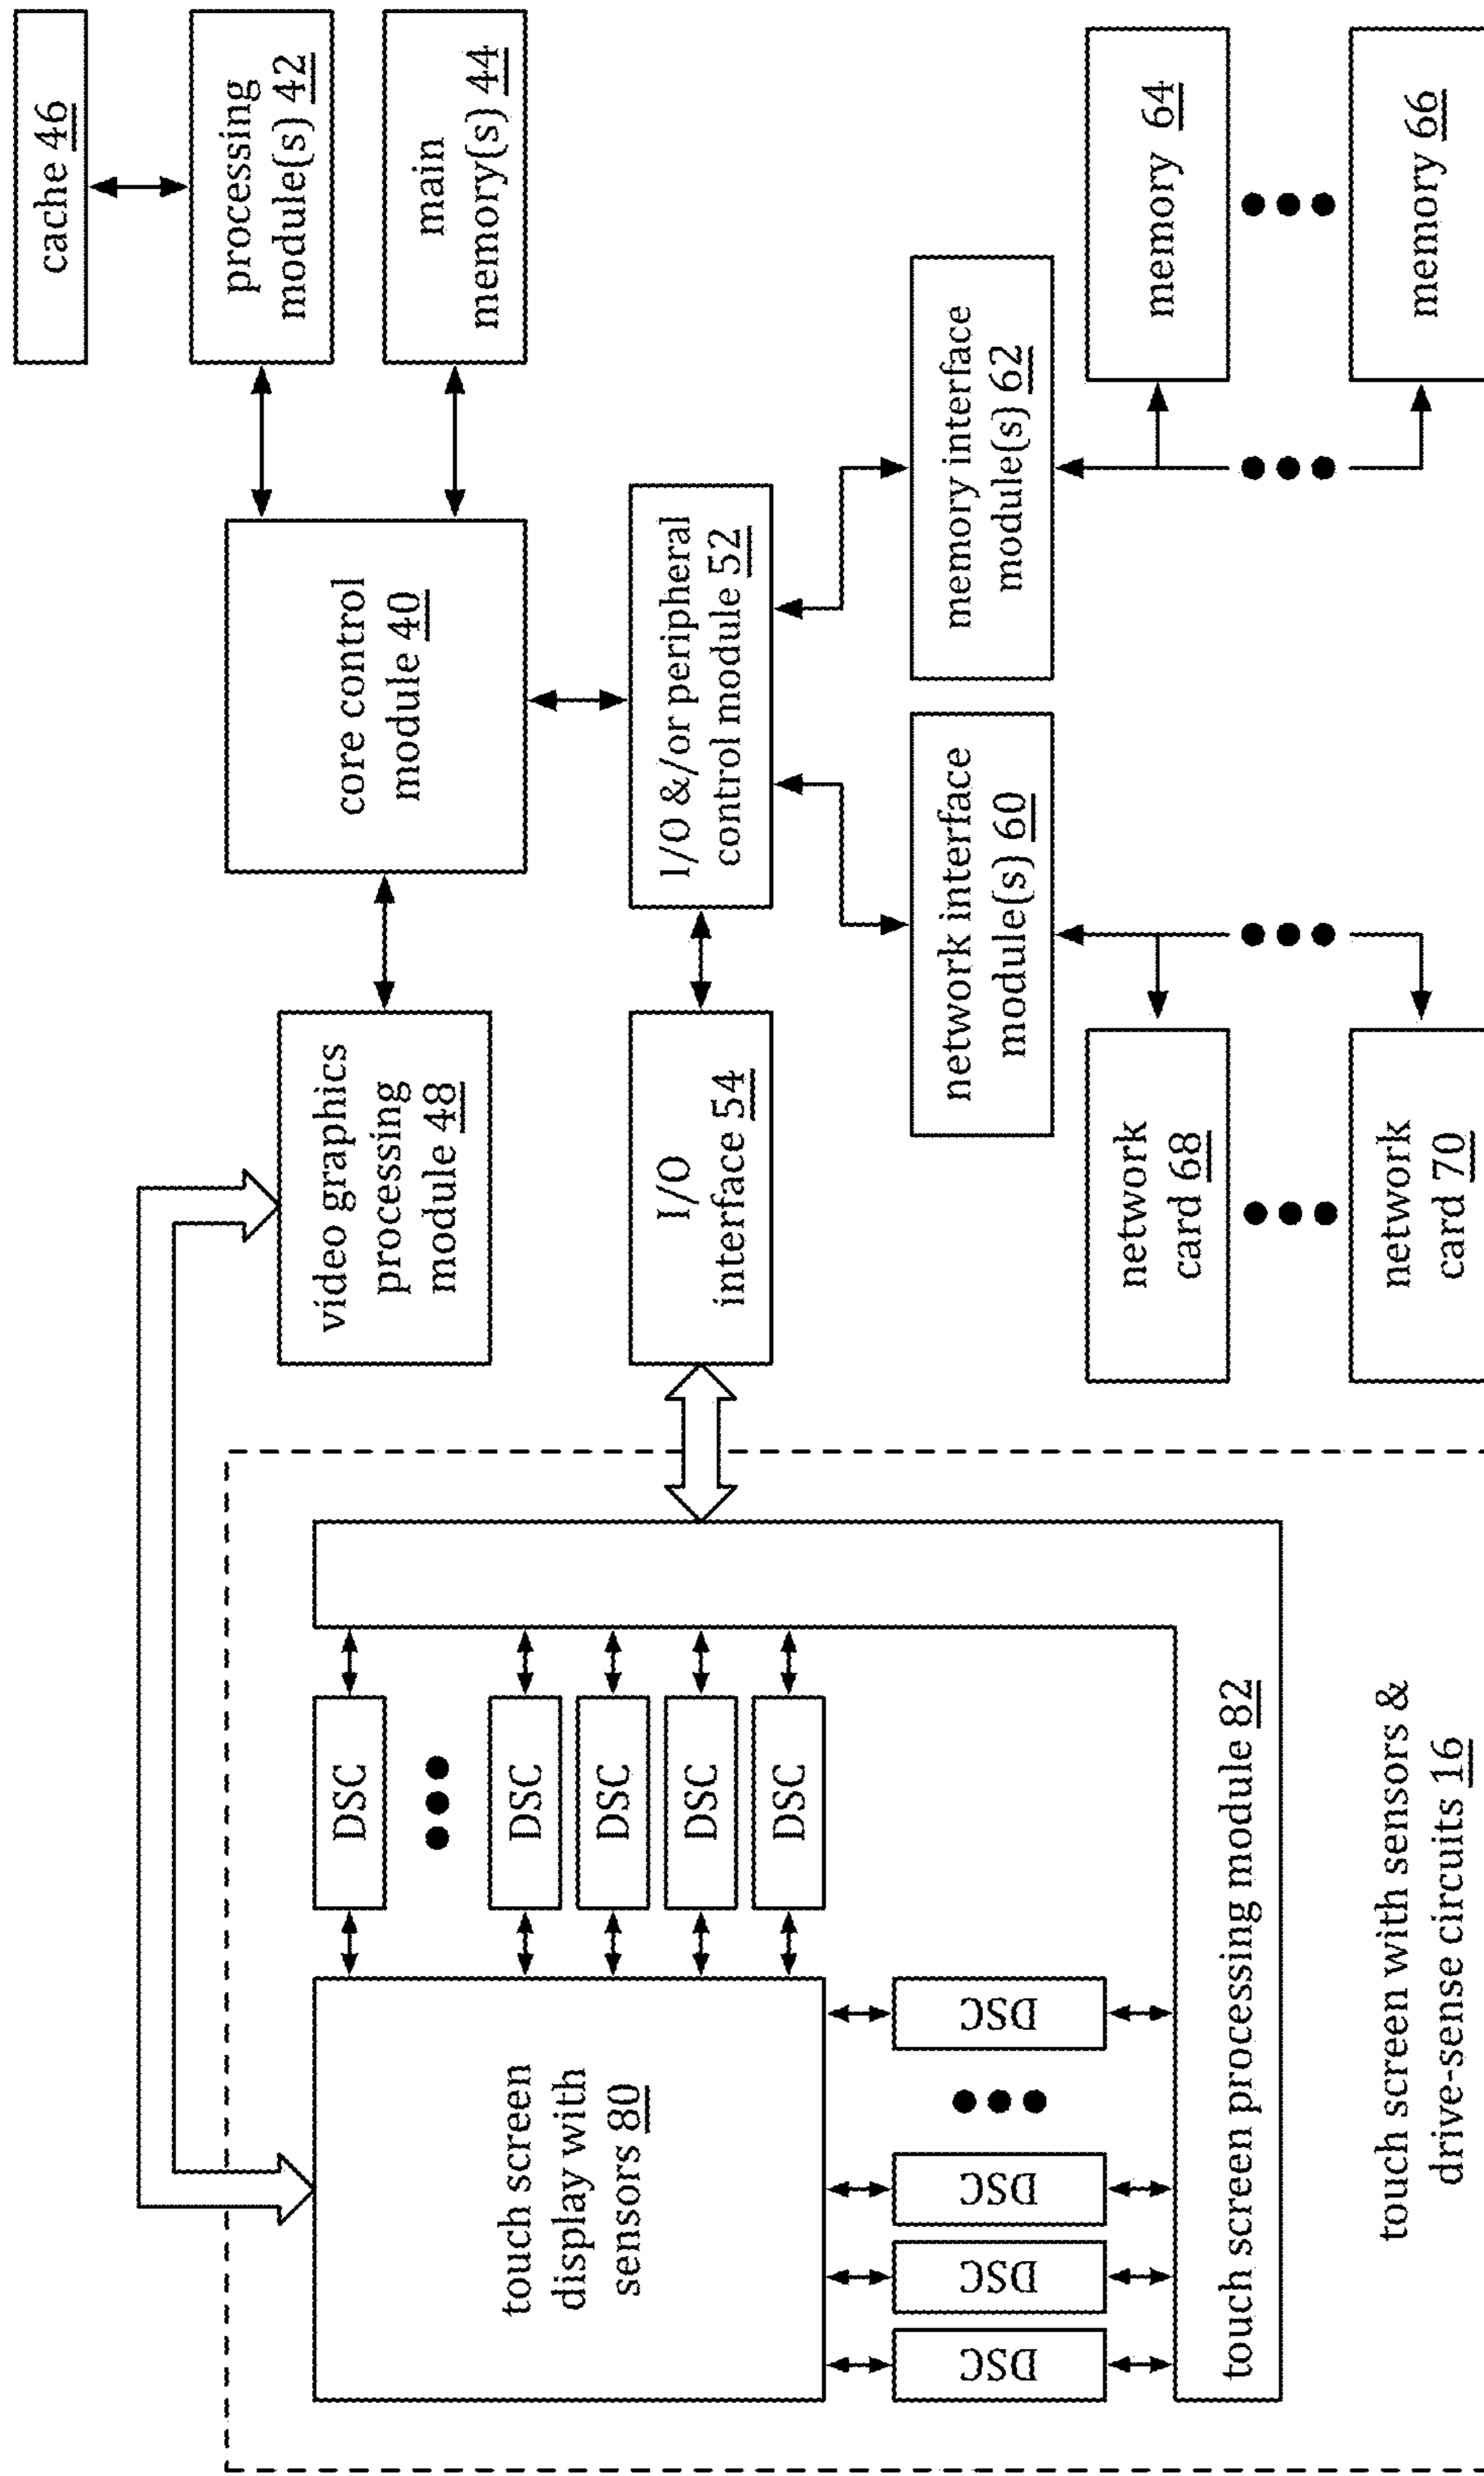 cache 46
processing
module(s) 42
main
memory(s) 44
core control
module 40
video graphics
processing
module 48
I/O &/or peripheral
control module 52
I/O
interface 54
memory interface
module(s) 62
network interface
module(s) 60
memory 64
memory 66
network
card 68
network
card 70
DSC
DSC
DSC
DSC
DSC
touch screen
display with
sensors 80
DSC
DSC
DSC
DSC
touch screen processing module 82
touch screen with sensors &
drive-sense circuits 16